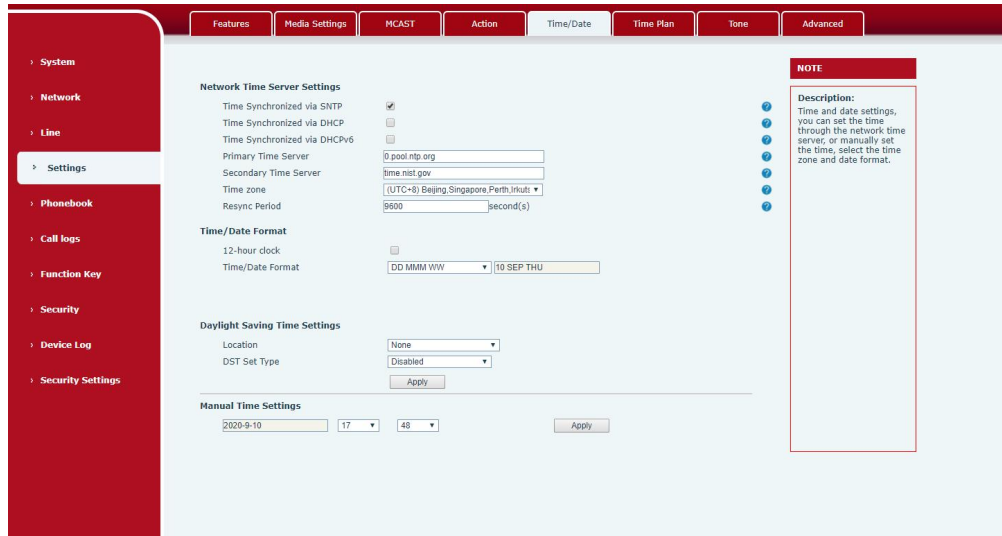 Features Media Settings MCAST Action Time/Date Time Plan Tone Advanced
› System
› Network
› Line
› Settings
› Phonebook
› Call logs
› Function Key
› Security
› Device Log
› Security Settings
Network Time Server Settings
Time Synchronized via SNTP
Time Synchronized via DHCP
Time Synchronized via DHCPv6
Primary Time Server 0.pool.ntp.org
Secondary Time Server time.nist.gov
Time zone (UTC+8) Beijing,Singapore,Perth,Irkuts
Resync Period 9600 second(s)
Time/Date Format
12-hour clock
Time/Date Format DD MMM WW 10 SEP THU
Daylight Saving Time Settings
Location None
DST Set Type Disabled
Apply
Manual Time Settings
2020-9-10 17 48 Apply
NOTE
Description:
Time and date settings,
you can set the time
through the network time
server, or manually set
the time, select the time
zone and date format.